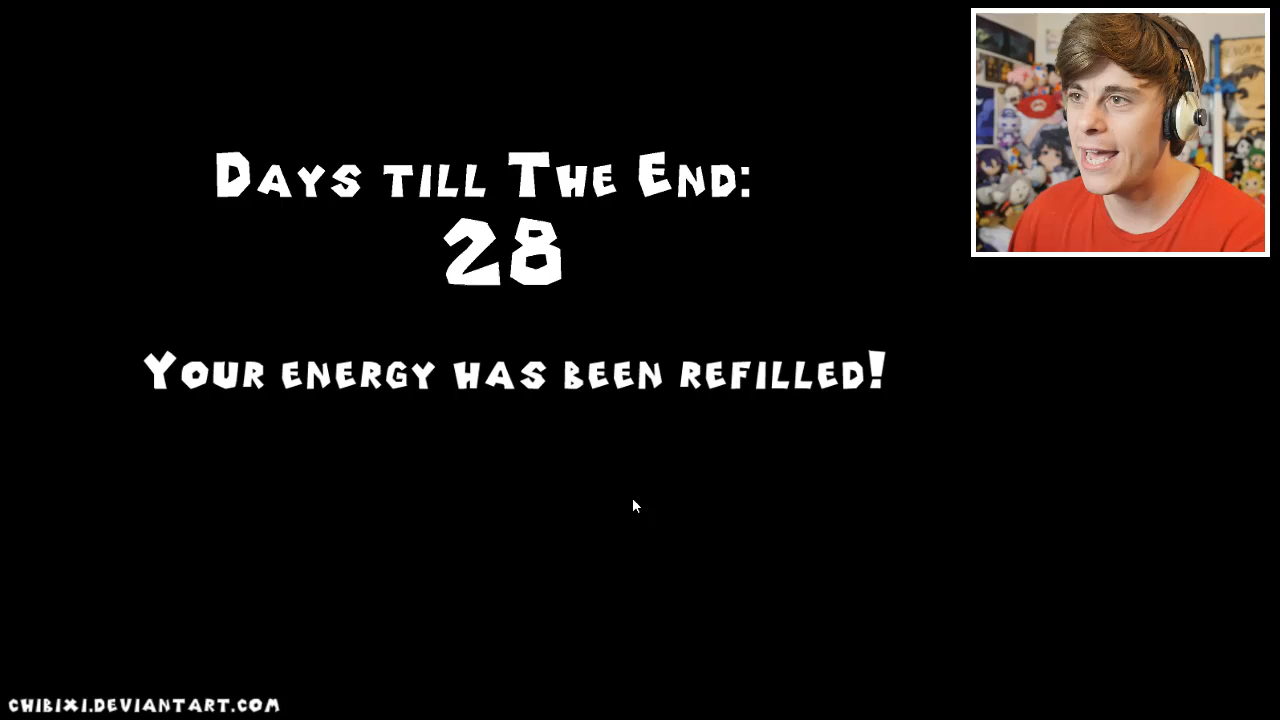 Days till The End:
28
Your energy has been refilled!
chibixi.deviantart.com